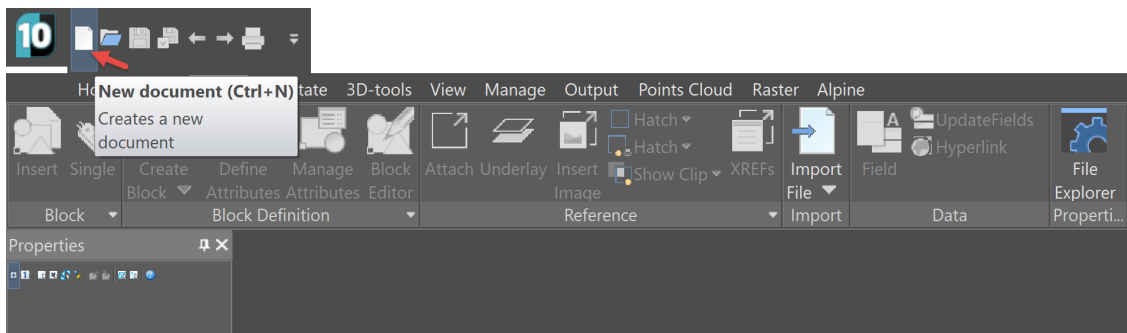 10
Ho
tate
3D-tools
View
Manage
Output
Points Cloud
Raster
Alpine
New document (Ctrl+N)
Creates a new
document
Insert
Single
Create
Block
Define
Attributes
Manage
Attributes
Block
Editor
Attach
Underlay
Insert
Image
Hatch
Hatch
Show Clip
XREFs
Import
File
A
Field
UpdateFields
Hyperlink
File
Explorer
Block
Block Definition
Reference
Import
Data
Properti...
Properties